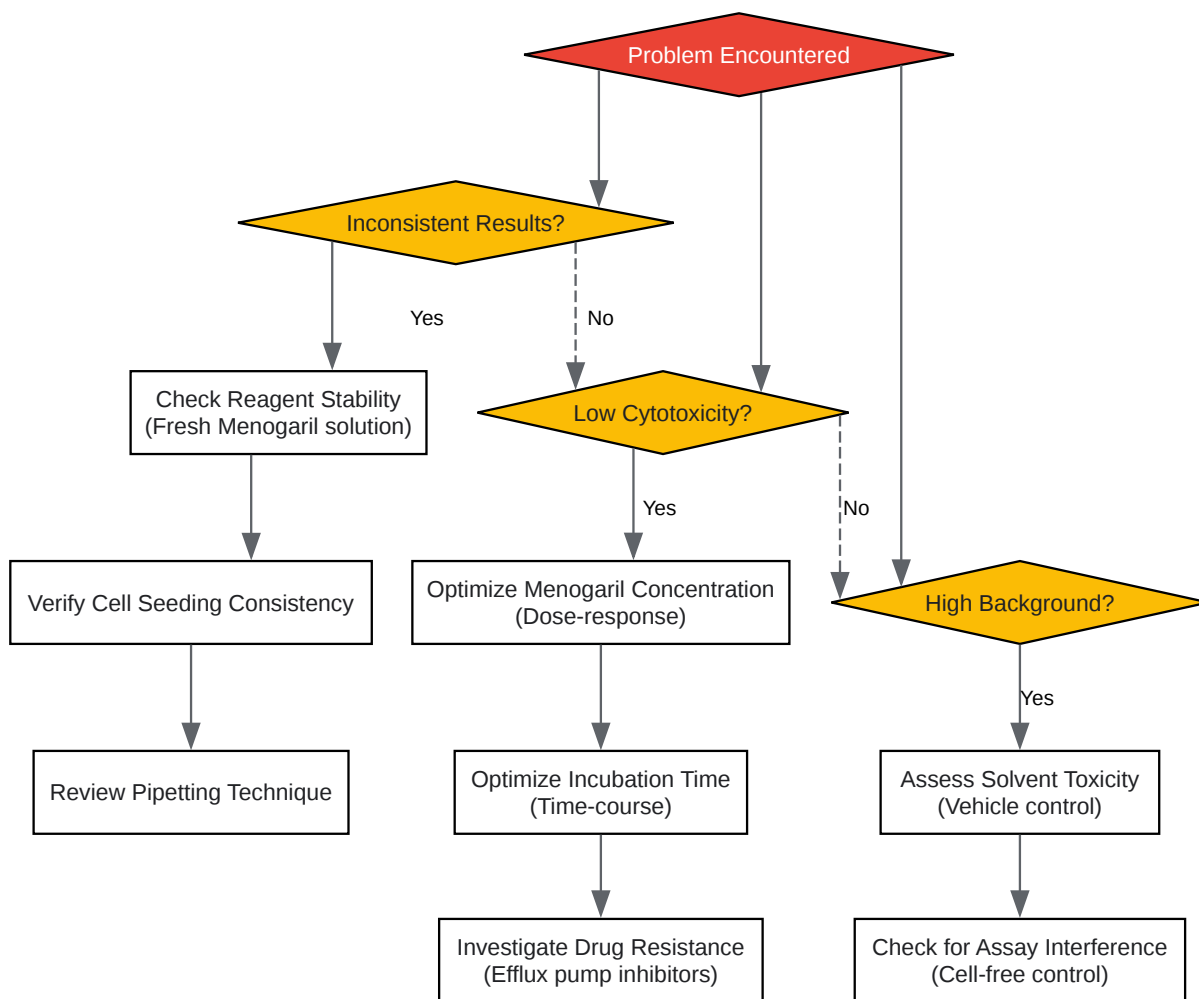 Problem Encountered
Inconsistent Results?
Yes
No
Check Reagent Stability
(Fresh Menogaril solution)
Low Cytotoxicity?
Yes
No
Verify Cell Seeding Consistency
Optimize Menogaril Concentration
(Dose-response)
High Background?
Yes
Review Pipetting Technique
Optimize Incubation Time
(Time-course)
Assess Solvent Toxicity
(Vehicle control)
Investigate Drug Resistance
(Efflux pump inhibitors)
Check for Assay Interference
(Cell-free control)